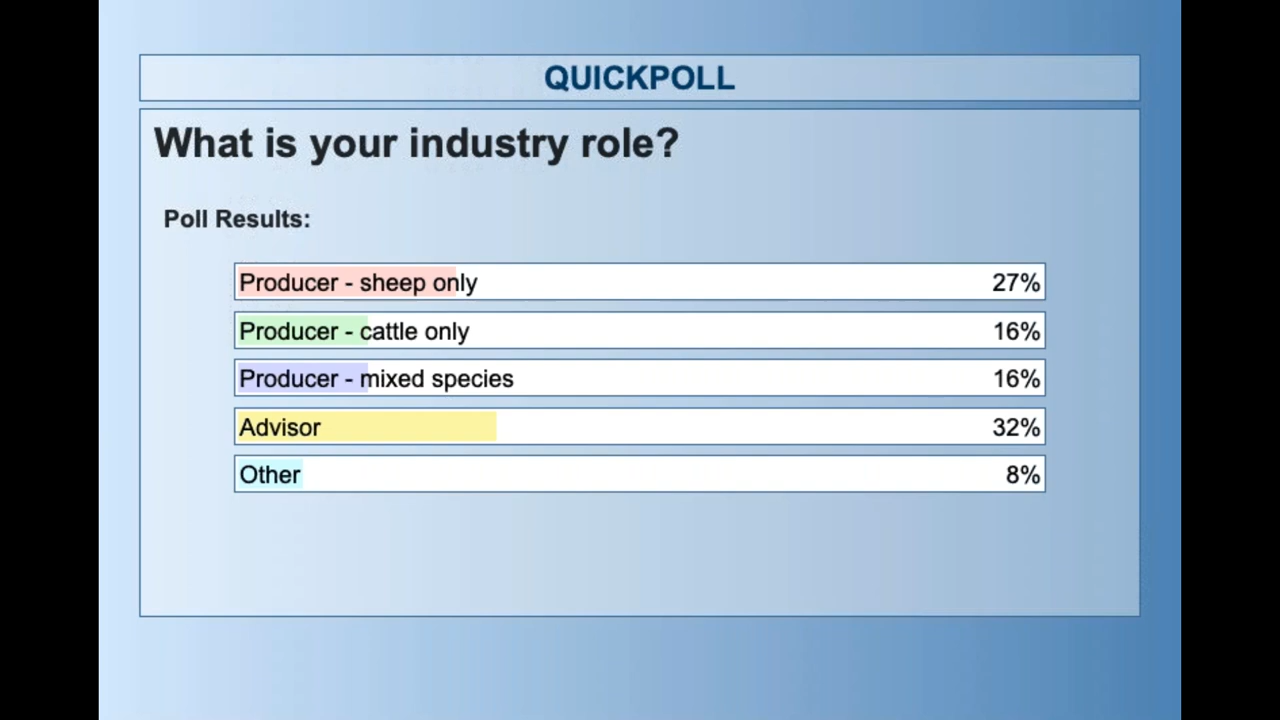 QUICKPOLL
What is your industry role?
Poll Results:
Producer - sheep only 27%
Producer - cattle only 16%
Producer - mixed species 16%
Advisor 32%
Other 8%